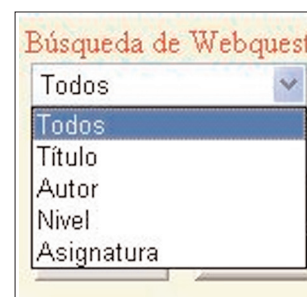 Búsqueda de Webquest
Todos
Todos
Título
Autor
Nivel
Asignatura